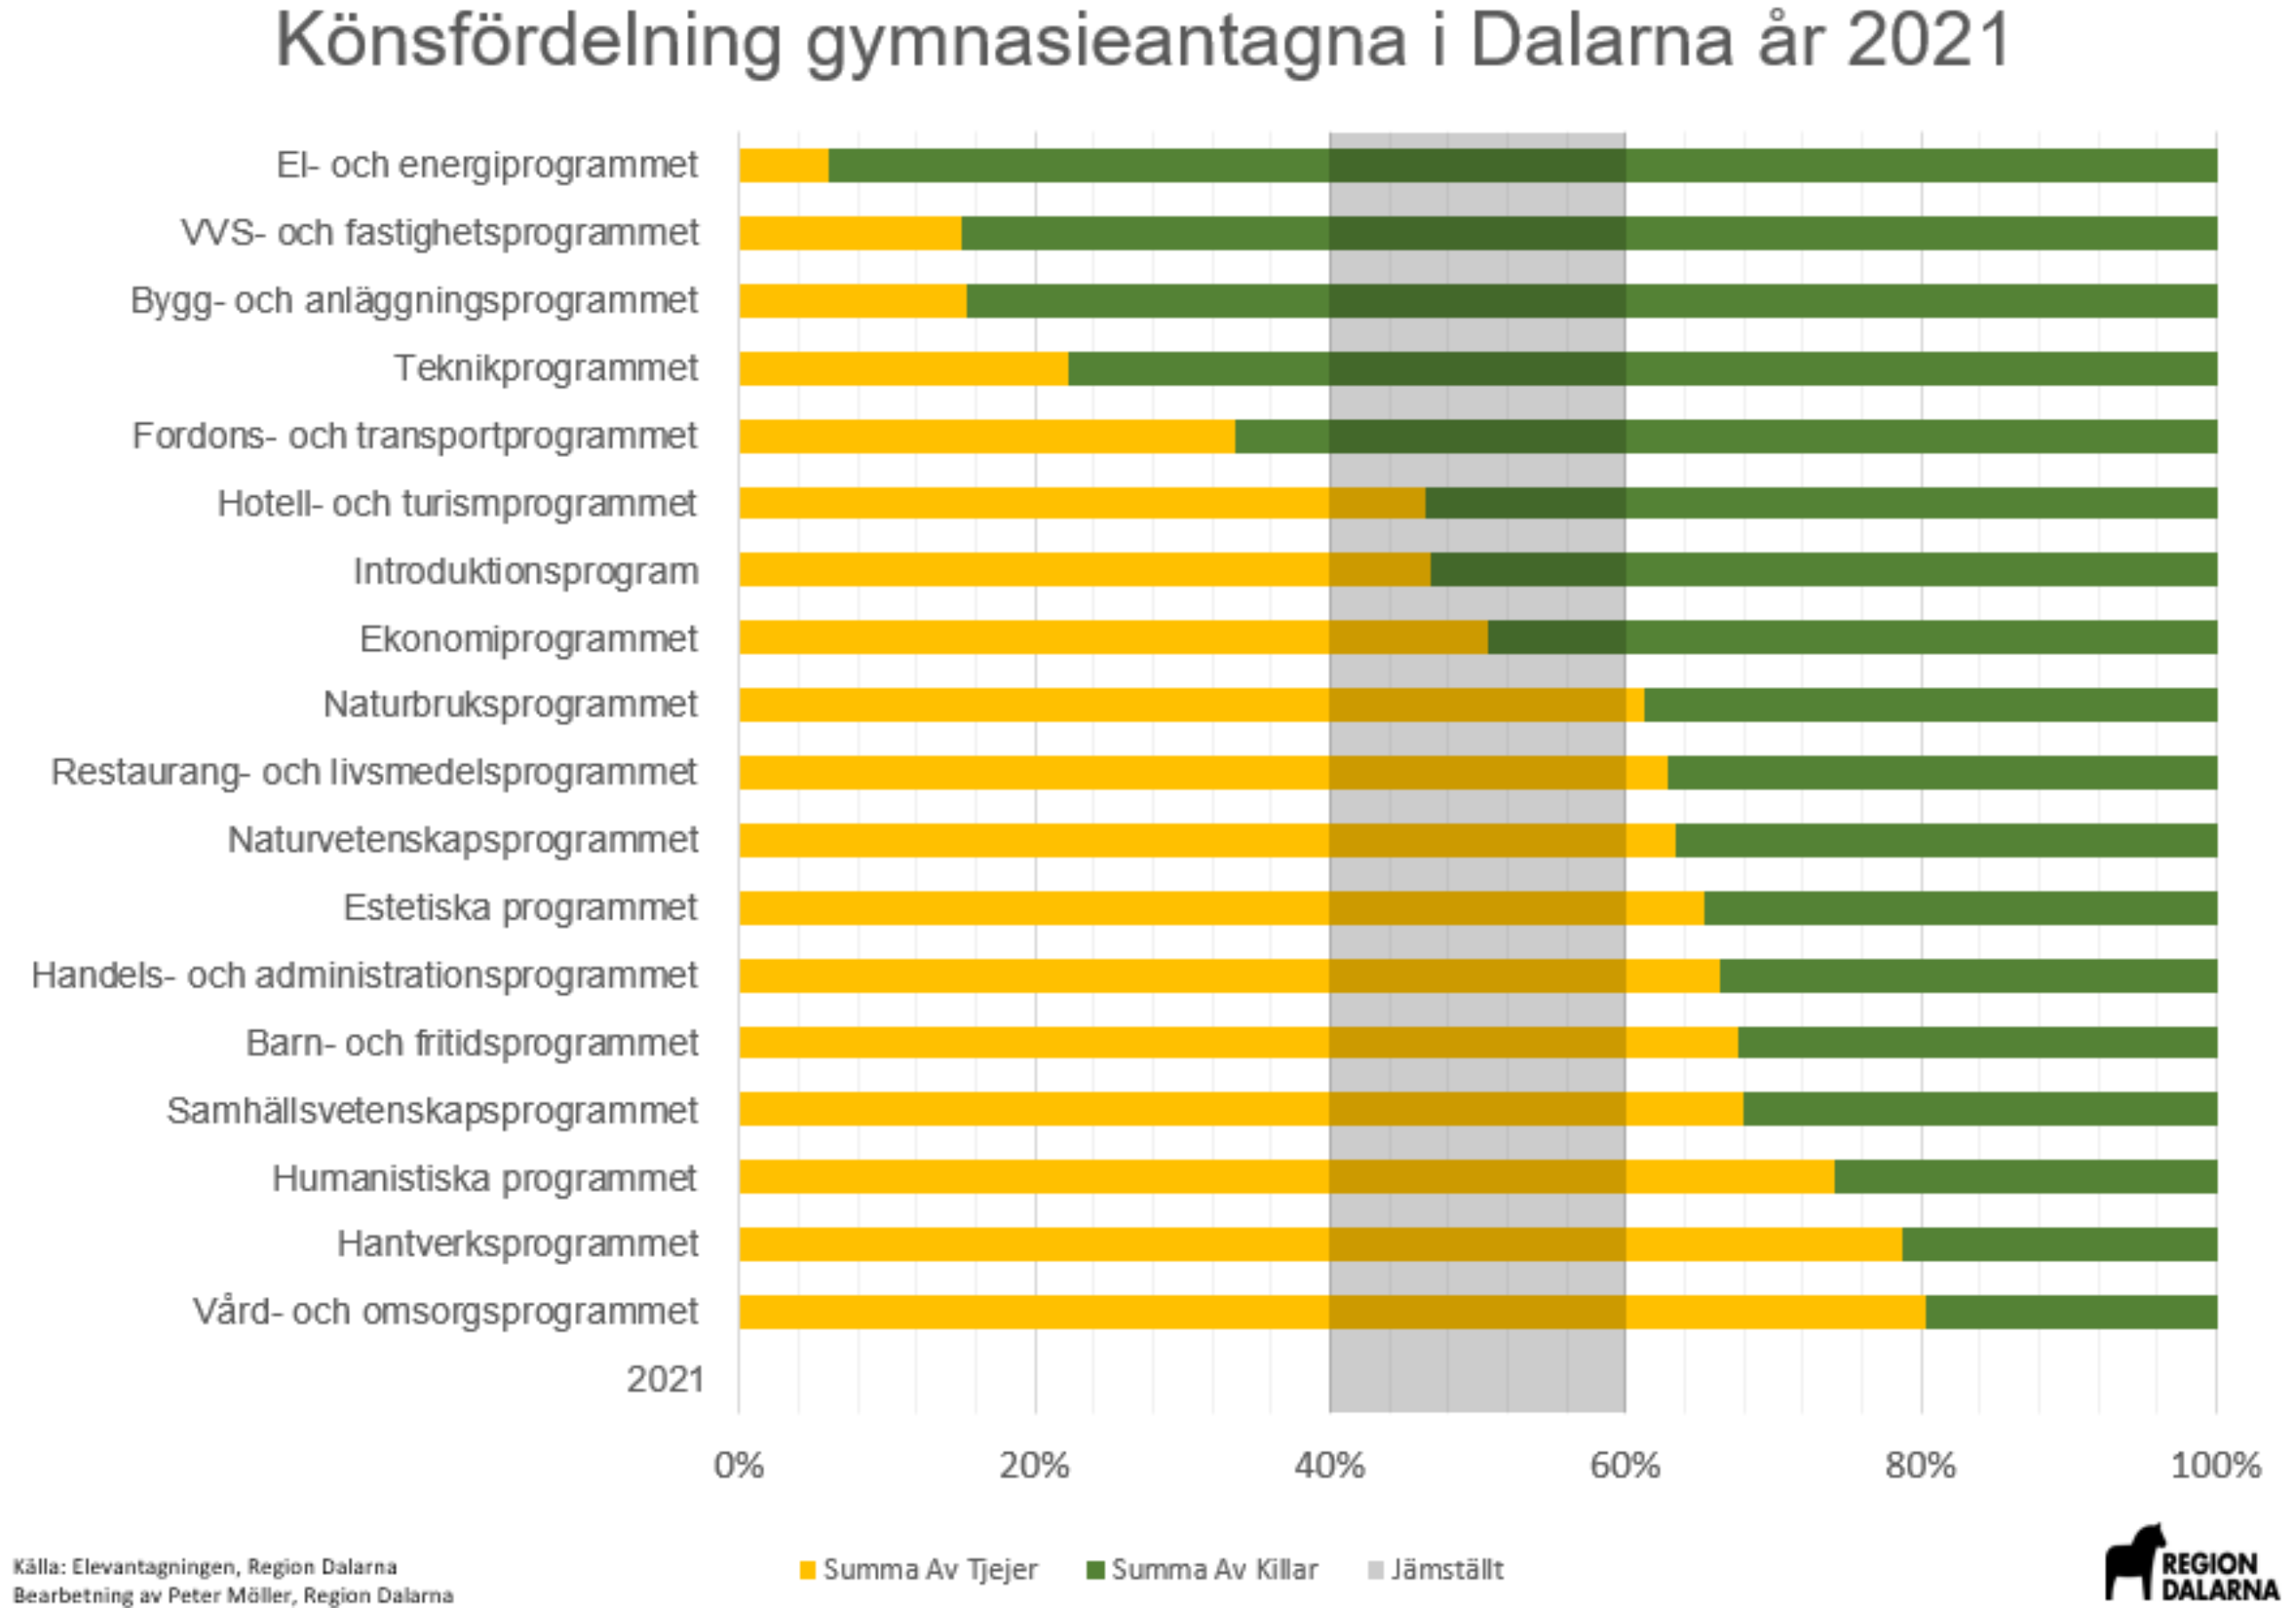 Könsfördelning gymnasieantagna i Dalarna år 2021
El- och energiprogrammet
VVS- och fastighetsprogrammet
Bygg- och anläggningsprogrammet
Teknikprogrammet
Fordons- och transportprogrammet
Hotell- och turismprogrammet
Introduktionsprogram
Ekonomiprogrammet
Naturbruksprogrammet
Restaurang- och livsmedelsprogrammet
Naturvetenskapsprogrammet
Estetiska programmet
Handels- och administrationsprogrammet
Barn- och fritidsprogrammet
Samhällsvetenskapsprogrammet
Humanistiska programmet
Hantverksprogrammet
Vård- och omsorgsprogrammet
2021
0% 20% 40% 60% 80% 100%
Summa Av Tjejer Summa Av Killar Jämställt
Källa: Elevantagningen, Region Dalarna
Bearbetning av Peter Möller, Region Dalarna
REGION
DALARNA